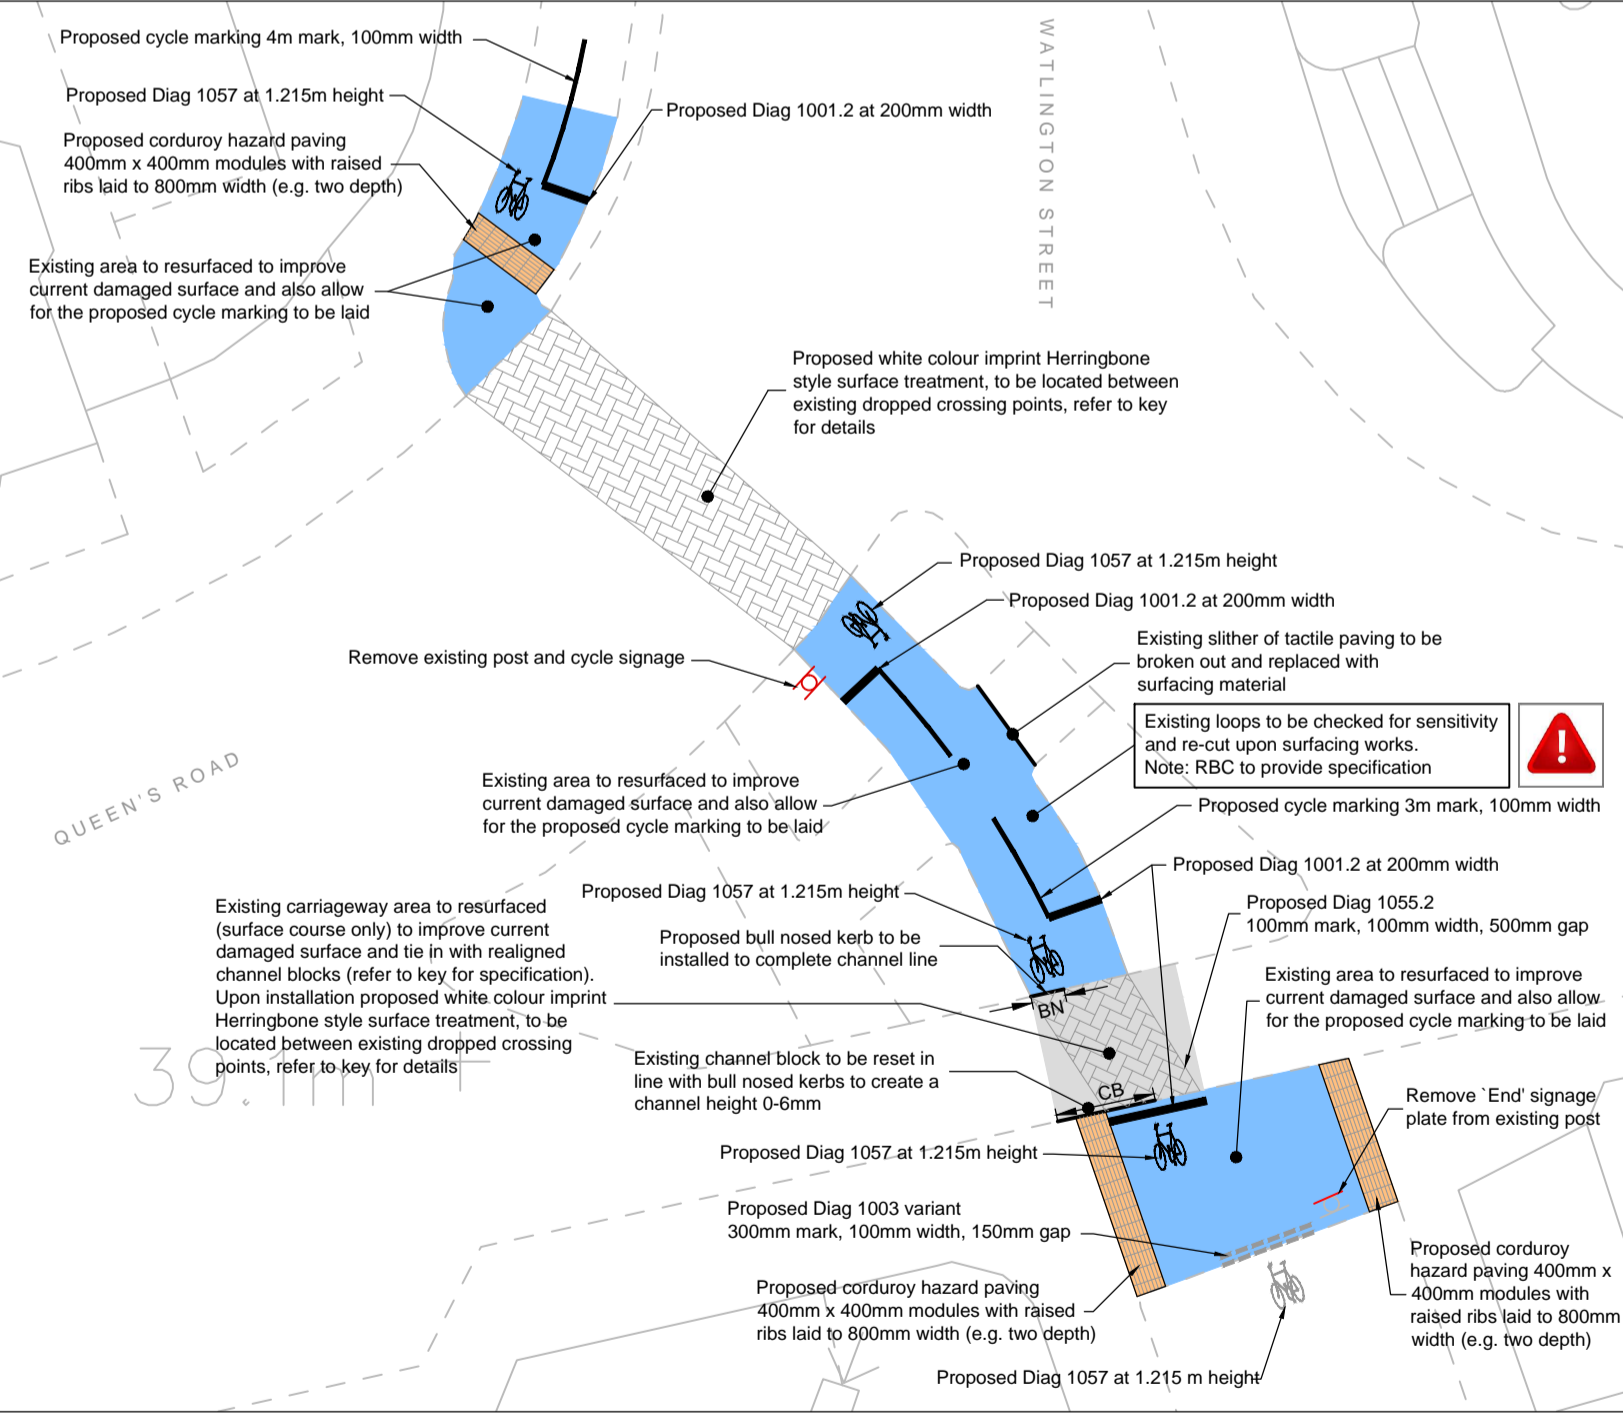 Proposed cycle marking 4m mark, 100mm width
Proposed Diag 1057 at 1.215m height
Proposed Diag 1001.2 at 200mm width
Proposed corduroy hazard paving
400mm x 400mm modules with raised
ribs laid to 800mm width (e.g. two depth)
Existing area to resurfaced to improve
current damaged surface and also allow
for the proposed cycle marking to be laid
WATLINGTON STREET
Proposed white colour imprint Herringbone
style surface treatment, to be located between
existing dropped crossing points, refer to key
for details
Proposed Diag 1057 at 1.215m height
Proposed Diag 1001.2 at 200mm width
Remove existing post and cycle signage
Existing slither of tactile paving to be
broken out and replaced with
surfacing material
Existing loops to be checked for sensitivity
and re-cut upon surfacing works.
Note: RBC to provide specification
!
QUEEN'S ROAD
Existing area to resurfaced to improve
current damaged surface and also allow
for the proposed cycle marking to be laid
Proposed cycle marking 3m mark, 100mm width
Proposed Diag 1001.2 at 200mm width
Proposed Diag 1057 at 1.215m height
Proposed Diag 1055.2
100mm mark, 100mm width, 500mm gap
Existing carriageway area to resurfaced
(surface course only) to improve current
damaged surface and tie in with realigned
channel blocks (refer to key for specification).
Upon installation proposed white colour imprint
Herringbone style surface treatment, to be
located between existing dropped crossing
points, refer to key for details
Proposed bull nosed kerb to be
installed to complete channel line
BN
Existing area to resurfaced to improve
current damaged surface and also allow
for the proposed cycle marking to be laid
39.1m +
Existing channel block to be reset in
line with bull nosed kerbs to create a
channel height 0-6mm
CB
Remove `End' signage
plate from existing post
Proposed Diag 1057 at 1.215m height
Proposed Diag 1003 variant
300mm mark, 100mm width, 150mm gap
Proposed corduroy hazard paving
400mm x 400mm modules with raised
ribs laid to 800mm width (e.g. two depth)
Proposed corduroy
hazard paving 400mm x
400mm modules with
raised ribs laid to 800mm
width (e.g. two depth)
Proposed Diag 1057 at 1.215 m height